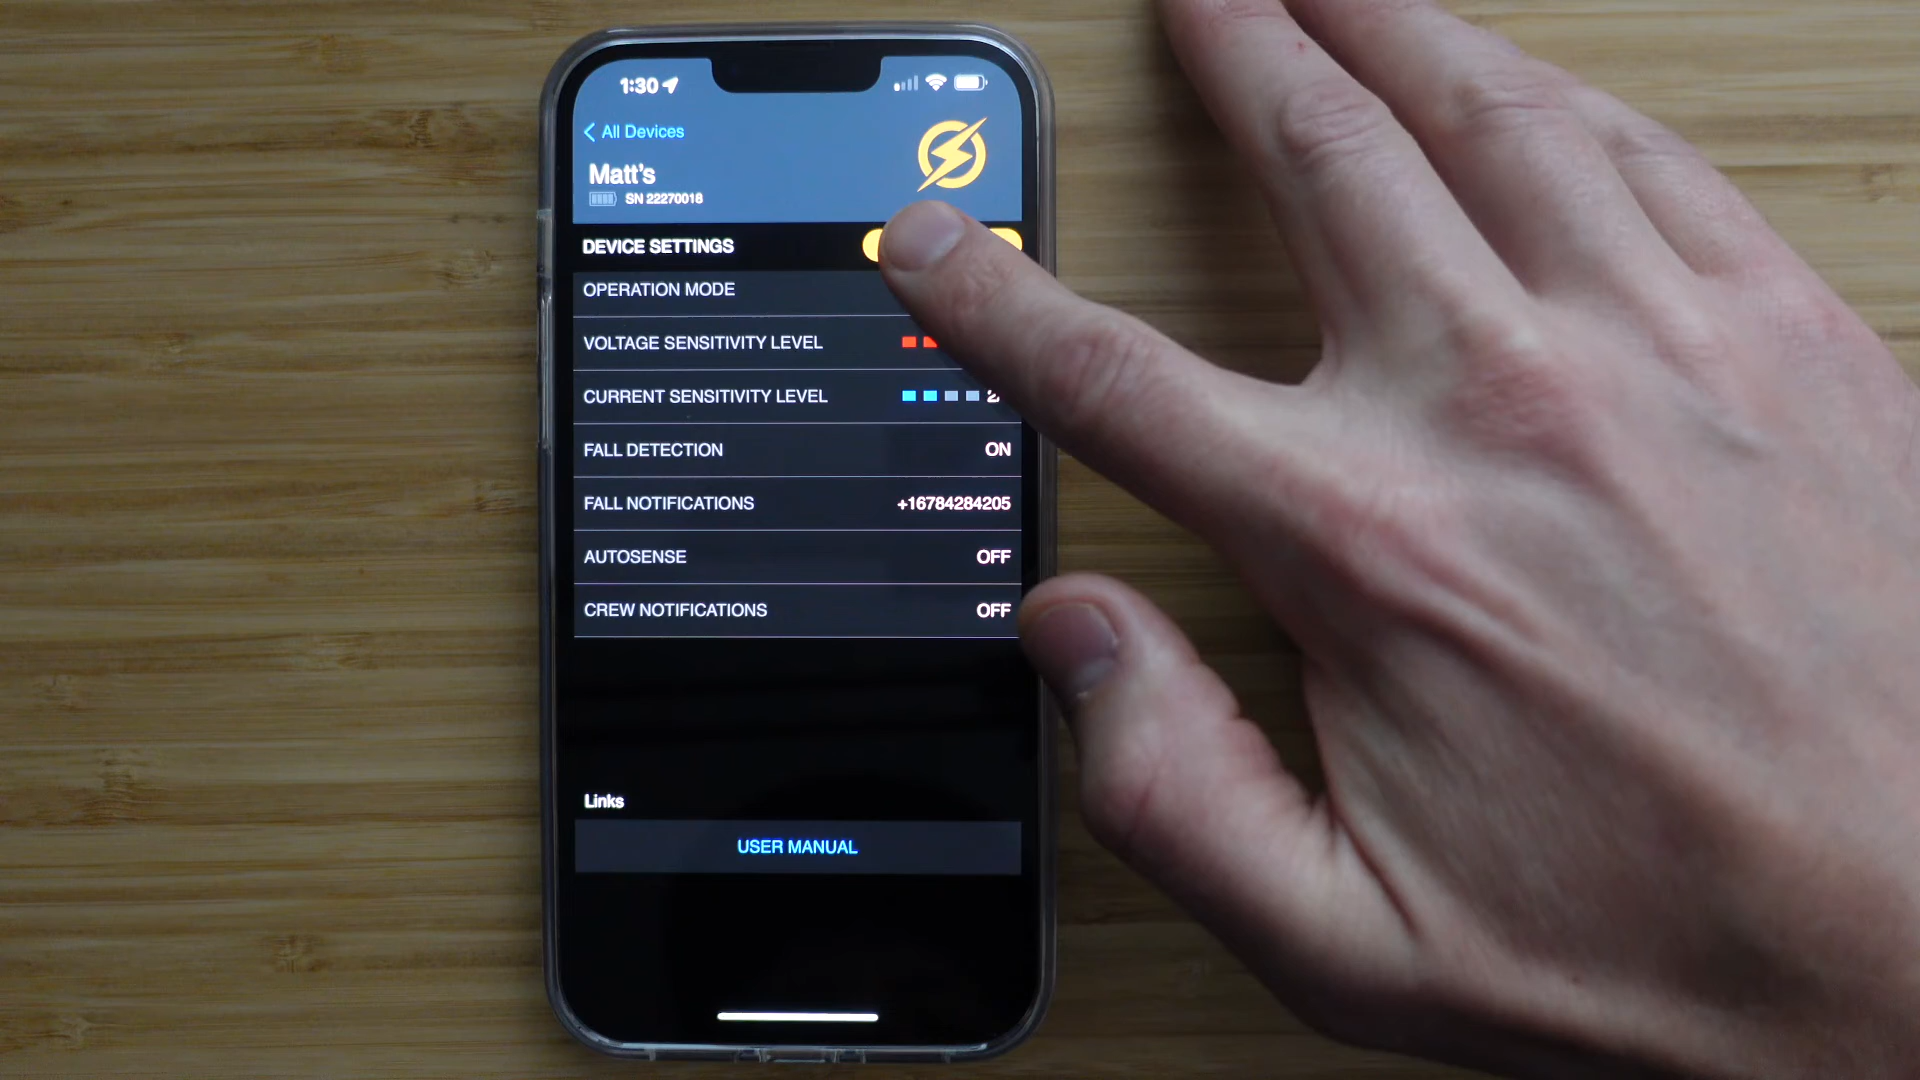 1:30
All Devices
Matt's
SN 22270018
DEVICE SETTINGS
OPERATION MODE
VOLTAGE SENSITIVITY LEVEL
CURRENT SENSITIVITY LEVEL
FALL DETECTION ON
FALL NOTIFICATIONS +16784284205
AUTOSENSE OFF
CREW NOTIFICATIONS OFF
Links
USER MANUAL